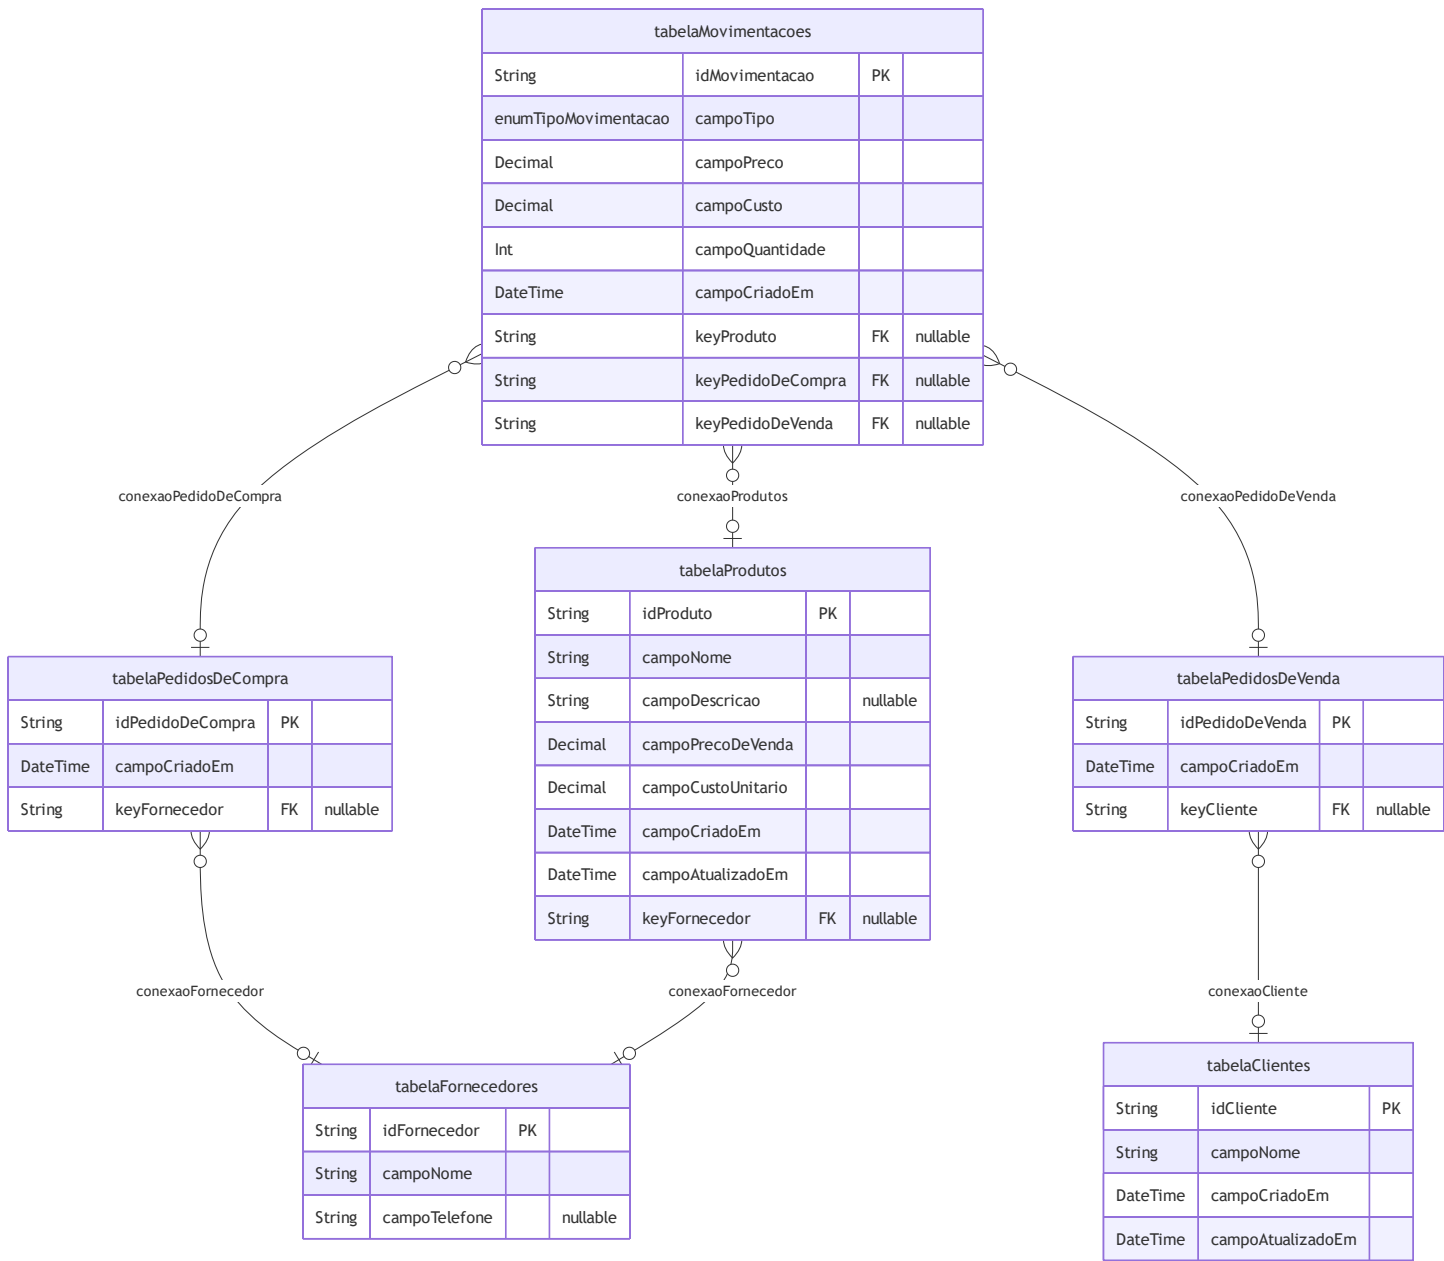 tabelaMovimentacoes
String idMovimentacao PK
enumTipoMovimentacao campoTipo
Decimal campoPreco
Decimal campoCusto
Int campoQuantidade
DateTime campoCriadoEm
String keyProduto FK nullable
String keyPedidoDeCompra FK nullable
String keyPedidoDeVenda FK nullable
conexaoPedidoDeCompra
conexaoProdutos
conexaoPedidoDeVenda
tabelaPedidosDeCompra
String idPedidoDeCompra PK
DateTime campoCriadoEm
String keyFornecedor FK nullable
tabelaProdutos
String idProduto PK
String campoNome
String campoDescricao nullable
Decimal campoPrecoDeVenda
Decimal campoCustoUnitario
DateTime campoCriadoEm
DateTime campoAtualizadoEm
String keyFornecedor FK nullable
tabelaPedidosDeVenda
String idPedidoDeVenda PK
DateTime campoCriadoEm
String keyCliente FK nullable
conexaoFornecedor
conexaoFornecedor
conexaoCliente
tabelaFornecedores
String idFornecedor PK
String campoNome
String campoTelefone nullable
tabelaClientes
String idCliente PK
String campoNome
DateTime campoCriadoEm
DateTime campoAtualizadoEm